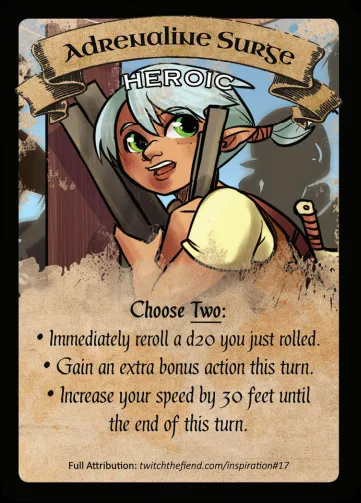 Adrenaline Surge
HEROIC
Choose Two:
• Immediately reroll a d20 you just rolled.
• Gain an extra bonus action this turn.
• Increase your speed by 30 feet until
the end of this turn.
Full Attribution: twitchthefiend.com/inspiration#17